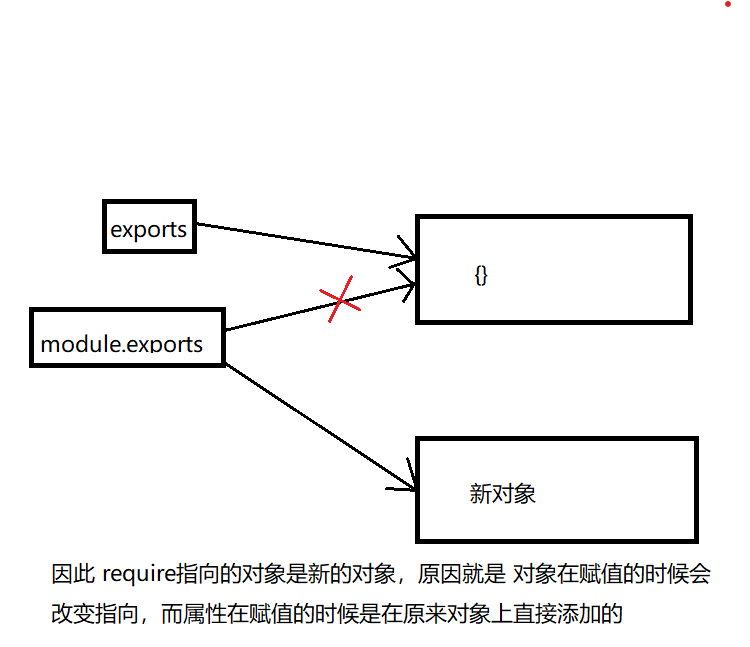 exports
{}
module.exports
新对象
因此 require指向的对象是新的对象，原因就是 对象在赋值的时候会
改变指向，而属性在赋值的时候是在原来对象上直接添加的